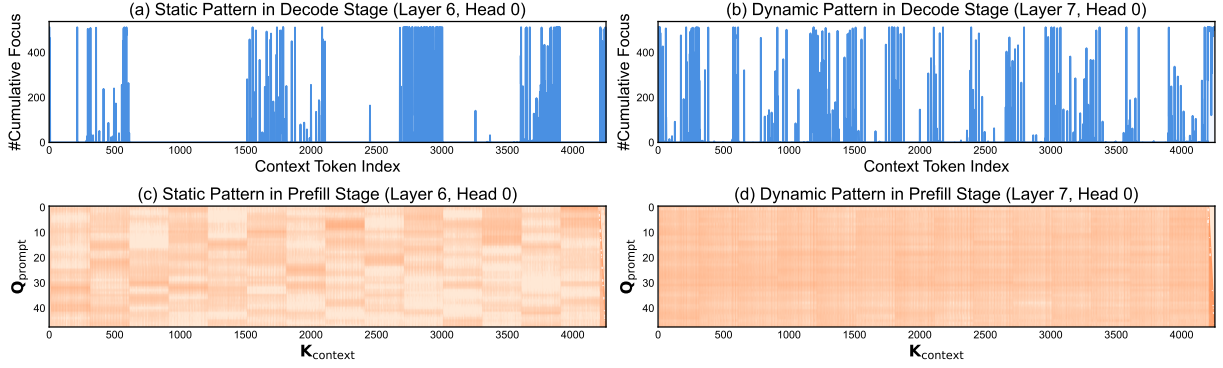 (a) Static Pattern in Decode Stage (Layer 6, Head 0)
#Cumulative Focus
400
200
0
0 500 1000 1500 2000 2500 3000 3500 4000
Context Token Index
(b) Dynamic Pattern in Decode Stage (Layer 7, Head 0)
#Cumulative Focus
400
200
0
0 500 1000 1500 2000 2500 3000 3500 4000
Context Token Index
(c) Static Pattern in Prefill Stage (Layer 6, Head 0)
Q_prompt
0
10
20
30
40
0 500 1000 1500 2000 2500 3000 3500 4000
K_context
(d) Dynamic Pattern in Prefill Stage (Layer 7, Head 0)
Q_prompt
0
10
20
30
40
0 500 1000 1500 2000 2500 3000 3500 4000
K_context